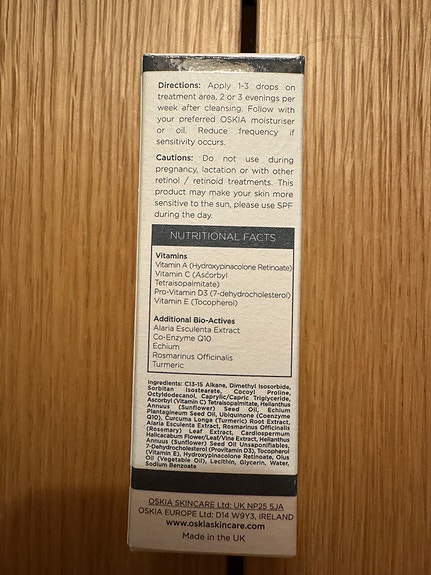 Directions: Apply 1-3 drops on
treatment area, 2 or 3 evenings per
week after cleansing. Follow with
your preferred OSKIA moisturiser
or oil. Reduce frequency if
sensitivity occurs.
Cautions: Do not use during
pregnancy, lactation or with other
retinol / retinoid treatments. This
product may make your skin more
sensitive to the sun, please use SPF
during the day.
NUTRITIONAL FACTS
Vitamins
Vitamin A (Hydroxypinacolone Retinoate)
Vitamin C (Ascorbyl
Tetraisopalmitate)
Pro-Vitamin D3 (7-dehydrocholesterol)
Vitamin E (Tocopherol)
Additional Bio-Actives
Alaria Esculenta Extract
Co-Enzyme Q10
Echium
Rosmarinus Officinalis
Turmeric
Ingredients: C13-15 Alkane, Dimethyl Isosorbide,
Sorbitan Isostearate, Cocoyl Proline,
Octyldodecanol, Caprylic/Capric Triglyceride,
Ascorbyl (Vitamin C) Tetraisopalmitate, Helianthus
Annuus (Sunflower) Seed Oil, Echium
Plantagineum Seed Oil, Ubiquinone (Coenzyme
Q10), Curcuma Longa (Turmeric) Root Extract,
Alaria Esculenta Extract, Rosmarinus Officinalis
(Rosemary) Leaf Extract, Cardiospermum
Halicacabum Flower/Leaf/Vine Extract, Helianthus
Annuus (Sunflower) Seed Oil Unsaponifiables,
7-Dehydrocholesterol (Provitamin D3), Tocopherol
(Vitamin E), Hydroxypinacolone Retinoate, Olus
Oil (Vegetable Oil), Lecithin, Glycerin, Water,
Sodium Benzoate
OSKIA SKINCARE Ltd: UK NP25 5JA
OSKIA EUROPE Ltd: D14 W9Y3, IRELAND
www.oskiaskincare.com
Made in the UK